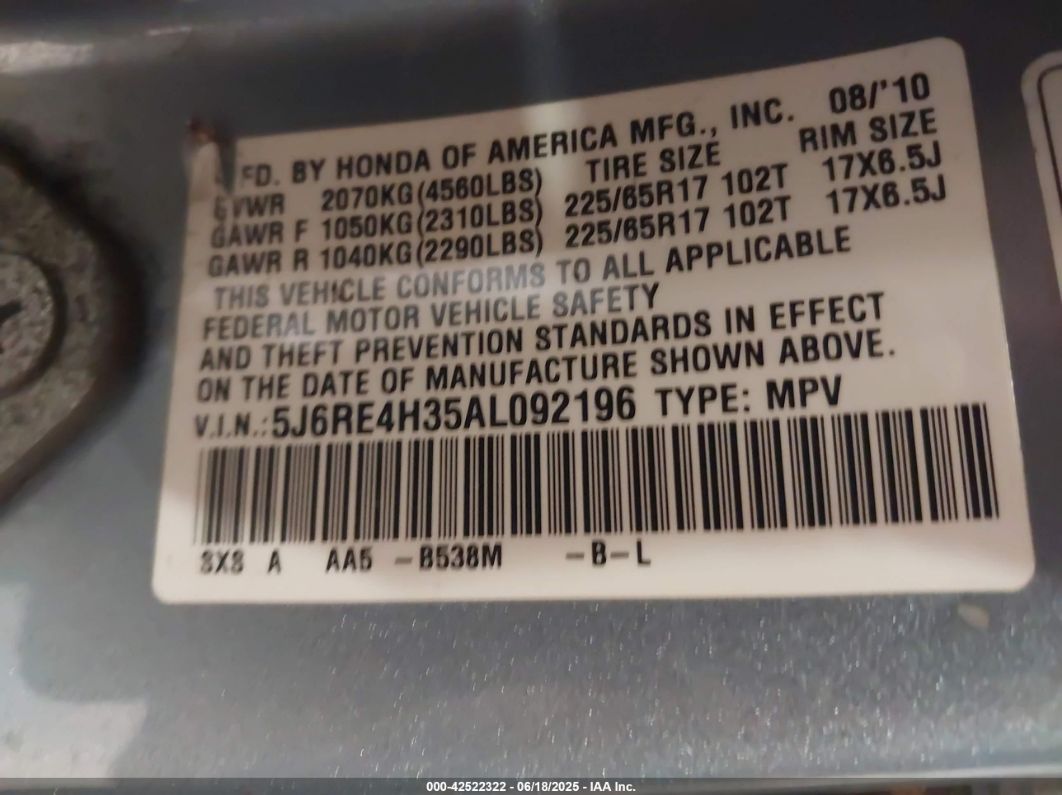 MFD. BY HONDA OF AMERICA MFG., INC. 08/'10
GVWR 2070KG(4560LBS) TIRE SIZE RIM SIZE
GAWR F 1050KG(2310LBS) 225/65R17 102T 17X6.5J
GAWR R 1040KG(2290LBS) 225/65R17 102T 17X6.5J
THIS VEHICLE CONFORMS TO ALL APPLICABLE
FEDERAL MOTOR VEHICLE SAFETY
AND THEFT PREVENTION STANDARDS IN EFFECT
ON THE DATE OF MANUFACTURE SHOWN ABOVE.
V.I.N.:5J6RE4H35AL092196 TYPE: MPV
A AA5 -B538M -B-L
000-42522322 - 06/18/2025 - IAA Inc.